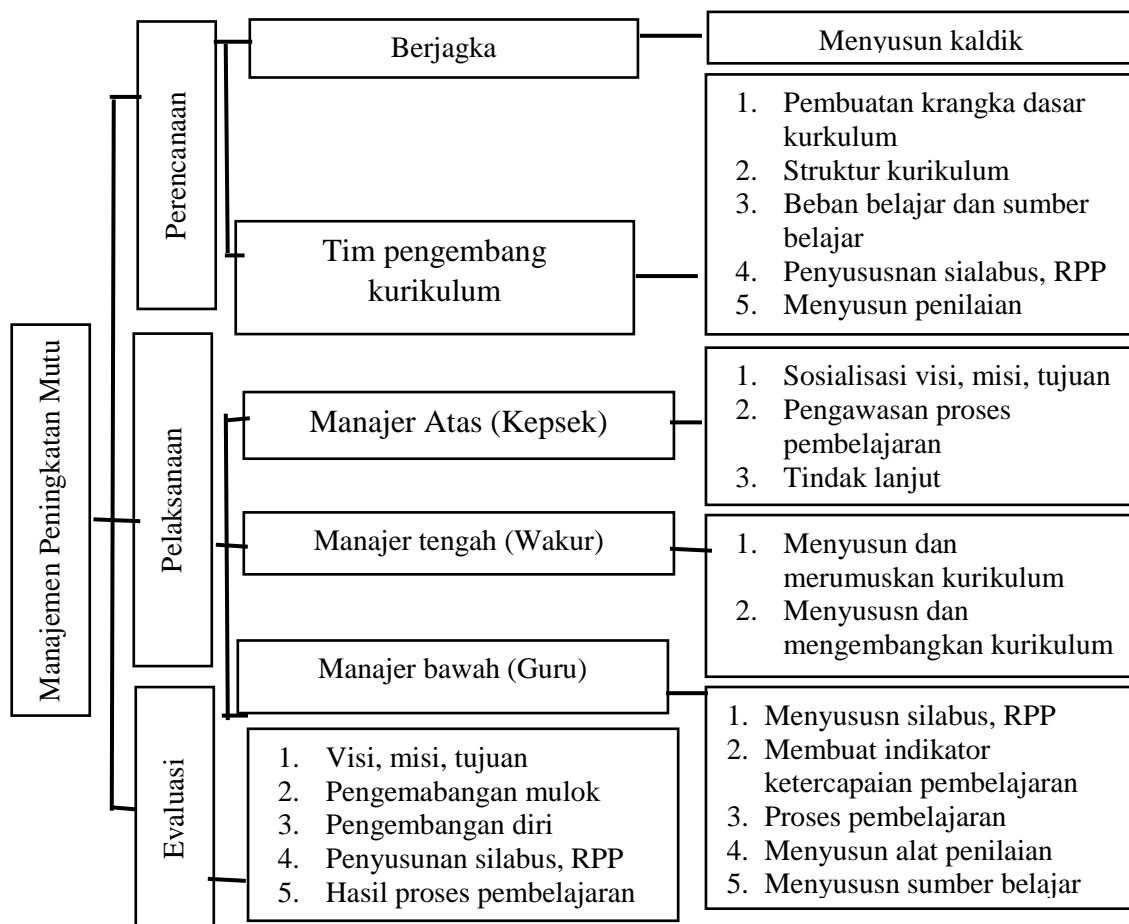 Manajemen Peningkatan Mutu
Perencanaan
Berjagka
Menyusun kaldik
Tim pengembang
kurikulum
1. Pembuatan krangka dasar
kurkulum
2. Struktur kurikulum
3. Beban belajar dan sumber
belajar
4. Penyususnan sialabus, RPP
5. Menyusun penilaian
Pelaksanaan
Manajer Atas (Kepsek)
1. Sosialisasi visi, misi, tujuan
2. Pengawasan proses
pembelajaran
3. Tindak lanjut
Manajer tengah (Wakur)
1. Menyusun dan
merumuskan kurikulum
2. Menyususn dan
mengembangkan kurikulum
Manajer bawah (Guru)
1. Menyususn silabus, RPP
2. Membuat indikator
ketercapaian pembelajaran
3. Proses pembelajaran
4. Menyusun alat penilaian
5. Menyususn sumber belajar
Evaluasi
1. Visi, misi, tujuan
2. Pengemabangan mulok
3. Pengembangan diri
4. Penyusunan silabus, RPP
5. Hasil proses pembelajaran